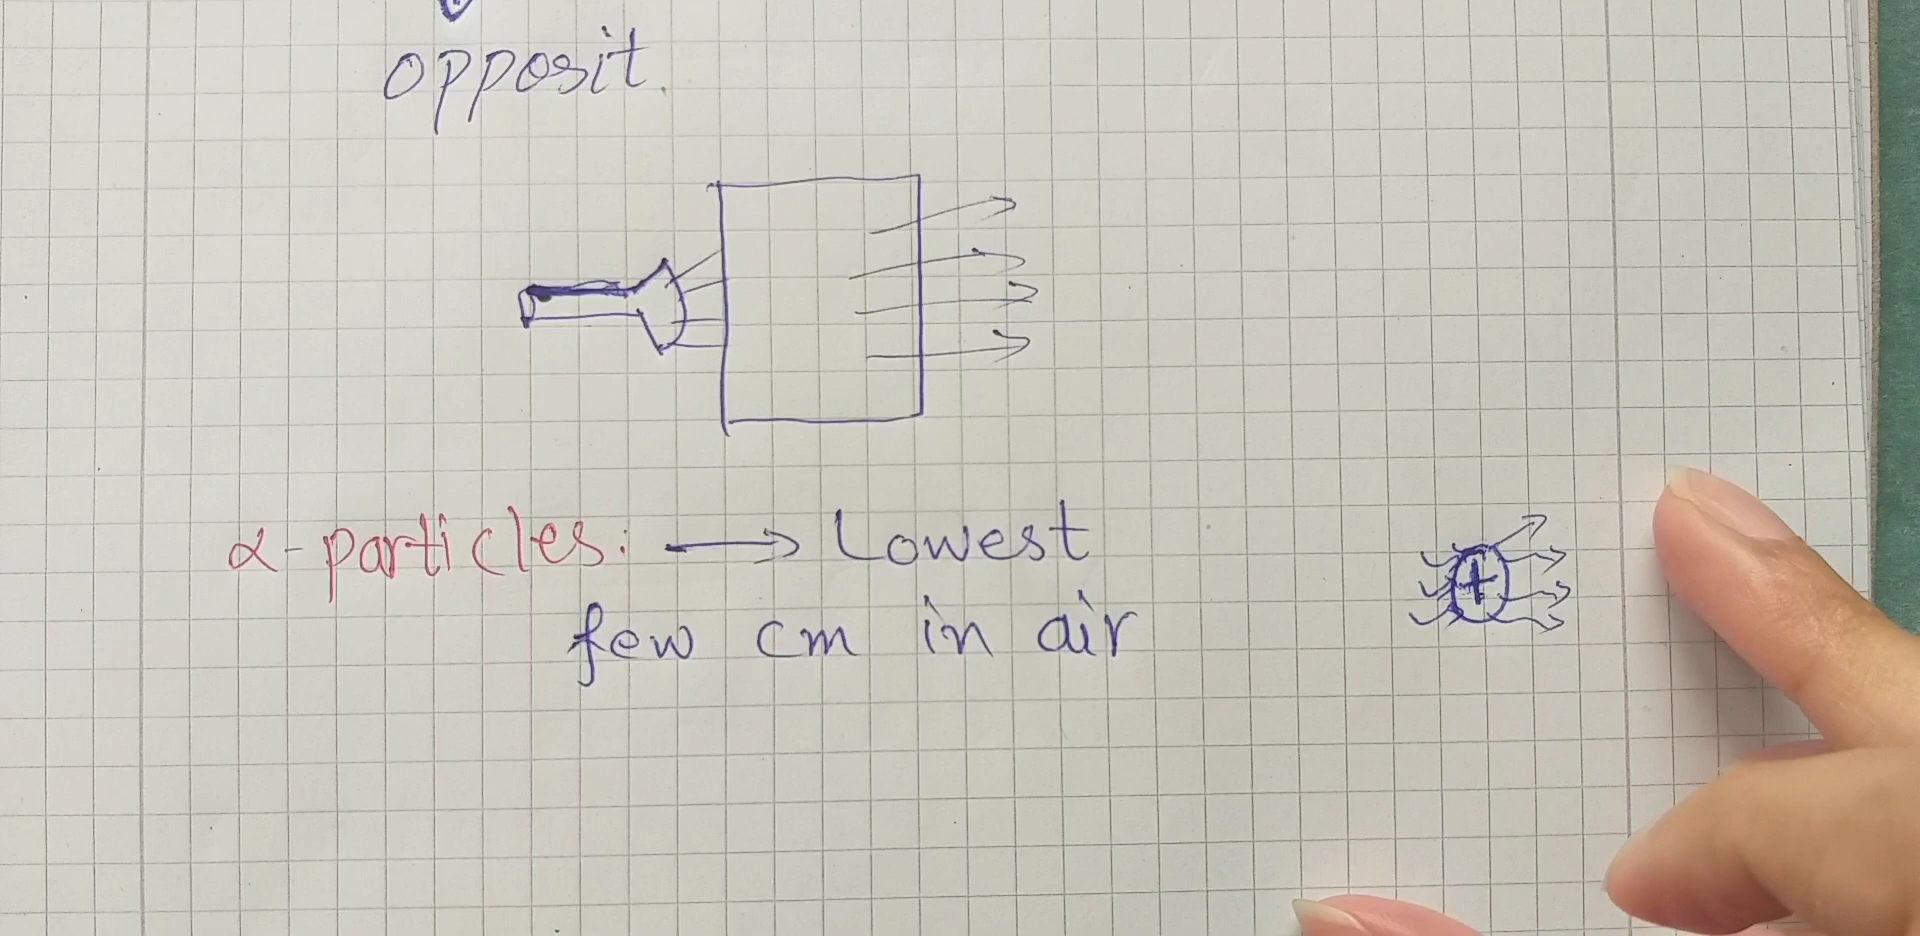 opposit.
α-particles: → Lowest
+
few cm in air